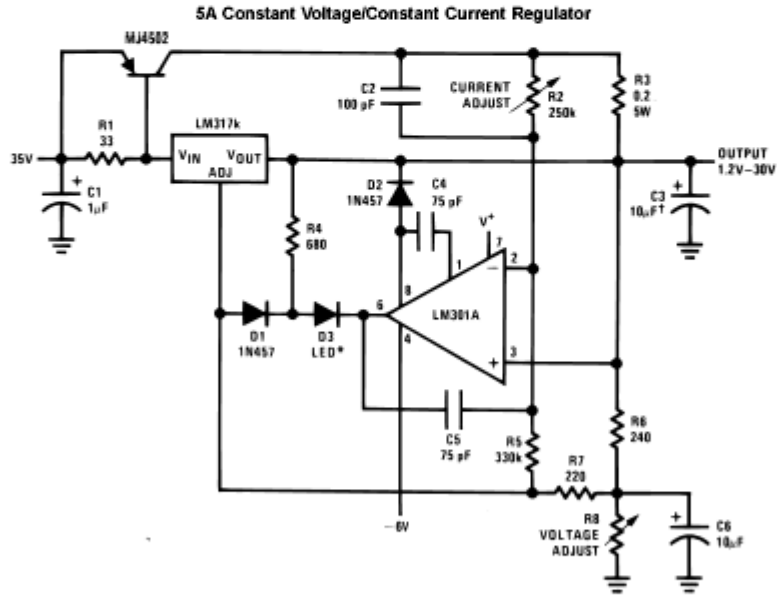 5A Constant Voltage/Constant Current Regulator
MJ4502
C2
100 pF
CURRENT
ADJUST
R2
250k
R3
0.2
5W
R1
33
LM317k
35V
VIN
VOUT
ADJ
OUTPUT
1.2V–30V
C1
1μF
+
D2
1N457
C4
75 pF
C3
10μF†
+
R4
680
V+
7
1
2
−
8
6
LM301A
4
+
3
D1
1N457
D3
LED*
C5
75 pF
R5
330k
R6
240
R7
220
−6V
R8
VOLTAGE
ADJUST
+
C6
10μF